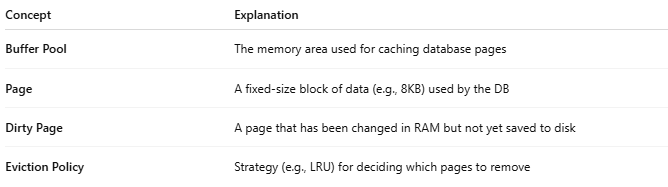 Concept Explanation
Buffer Pool The memory area used for caching database pages
Page A fixed-size block of data (e.g., 8KB) used by the DB
Dirty Page A page that has been changed in RAM but not yet saved to disk
Eviction Policy Strategy (e.g., LRU) for deciding which pages to remove